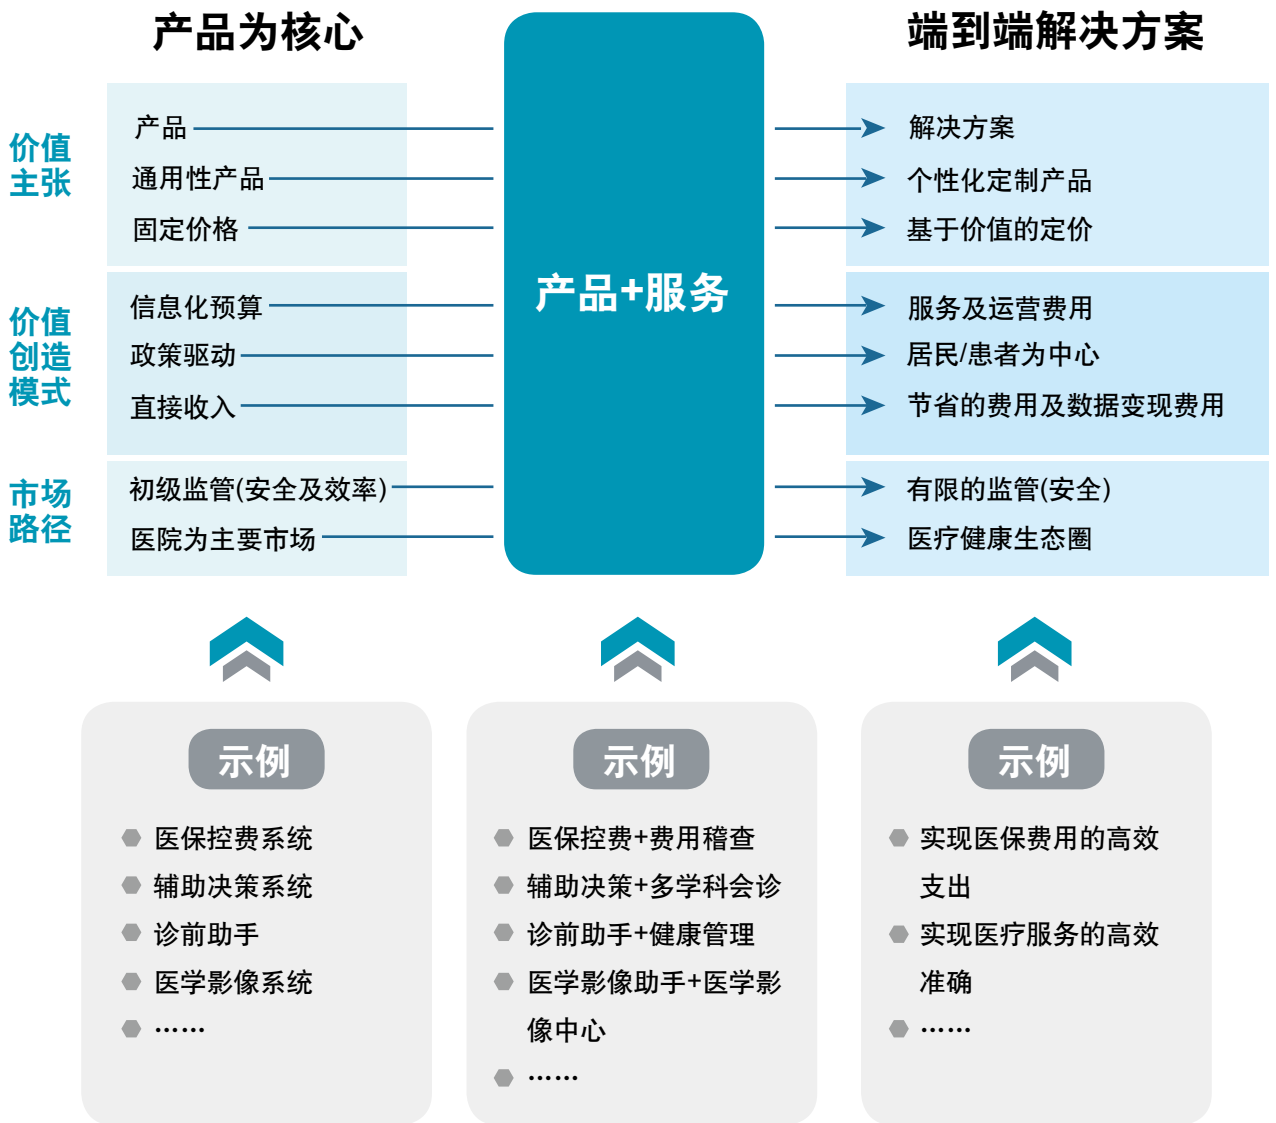 产品为核心
端到端解决方案
价值
主张
产品
通用性产品
固定价格
解决方案
个性化定制产品
基于价值的定价
产品+服务
价值
创造
模式
信息化预算
政策驱动
直接收入
服务及运营费用
居民/患者为中心
节省的费用及数据变现费用
市场
路径
初级监管(安全及效率)
医院为主要市场
有限的监管(安全)
医疗健康生态圈
示例
医保控费系统
辅助决策系统
诊前助手
医学影像系统
……
示例
医保控费+费用稽查
辅助决策+多学科会诊
诊前助手+健康管理
医学影像助手+医学影
像中心
……
示例
实现医保费用的高效
支出
实现医疗服务的高效
准确
……